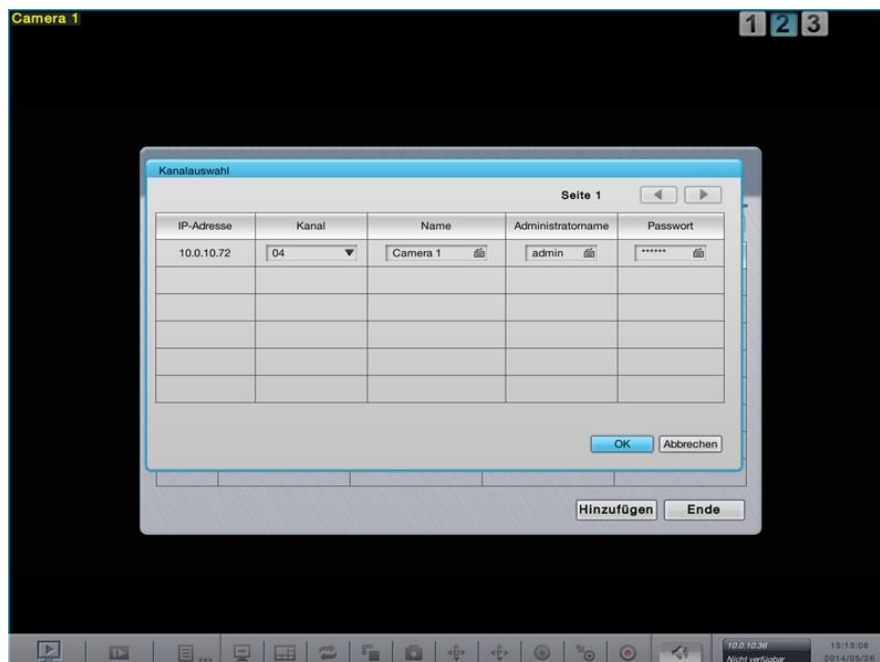 Camera 1
1 2 3
Kanalauswahl
Seite 1
IP-Adresse Kanal Name Administratorname Passwort
10.0.10.72 04 Camera 1 admin ******
OK Abbrechen
Hinzufügen Ende
10.0.10.36 15:13:06
Nicht verfügbar 2014/05/26